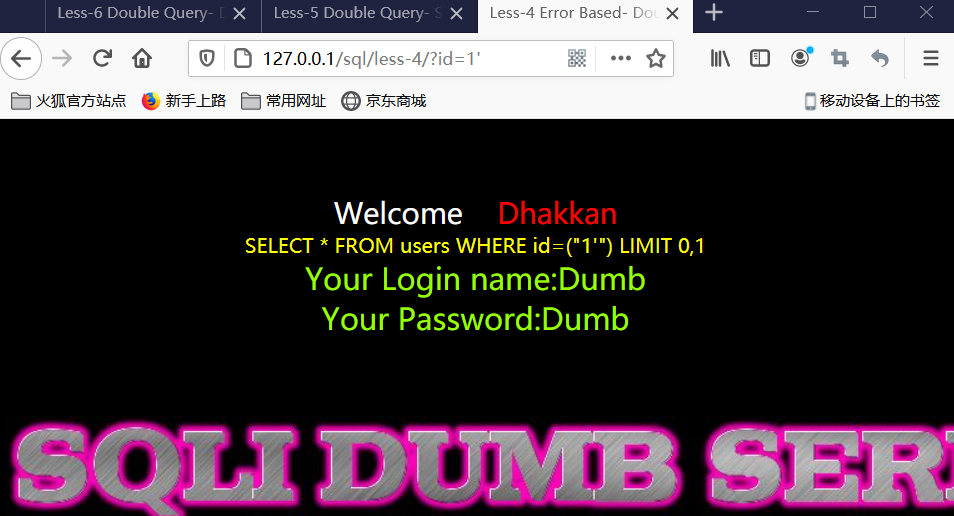 Less-6 Double Query- D
Less-5 Double Query- S
Less-4 Error Based- Dou
127.0.0.1/sql/less-4/?id=1'
火狐官方站点 新手上路 常用网址 京东商城 移动设备上的书签
Welcome Dhakkan
SELECT * FROM users WHERE id=("1'") LIMIT 0,1
Your Login name:Dumb
Your Password:Dumb
SQLI DUMB SERI